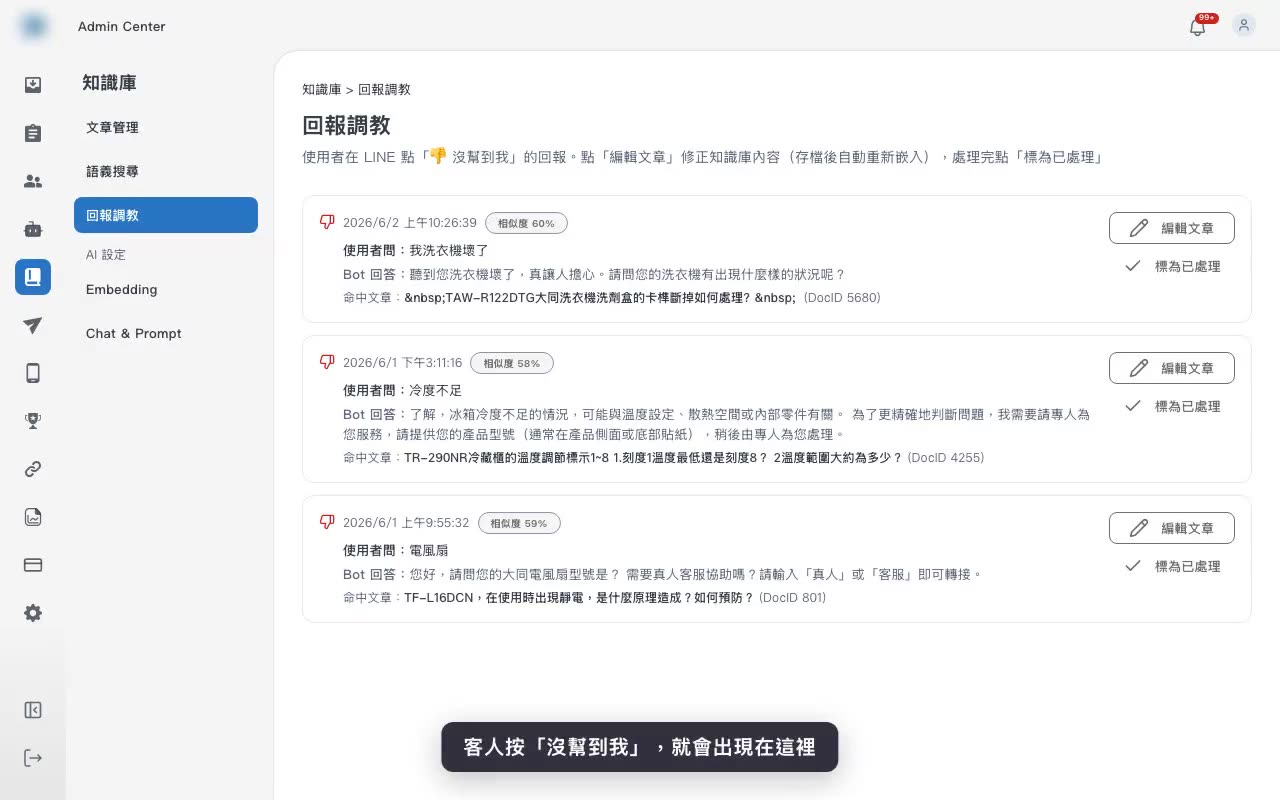 Admin Center
99+
知識庫
文章管理
語義搜尋
回報調教
AI 設定
Embedding
Chat & Prompt
知識庫 > 回報調教
回報調教
使用者在 LINE 點「👎 沒幫到我」的回報。點「編輯文章」修正知識庫內容（存檔後自動重新嵌入），處理完點「標為已處理」
2026/6/2 上午10:26:39 相似度 60%
使用者問：我洗衣機壞了
Bot 回答：聽到您洗衣機壞了，真讓人擔心。請問您的洗衣機有出現什麼樣的狀況呢？
命中文章：&nbsp;TAW-R122DTG大同洗衣機洗劑盒的卡榫斷掉如何處理? &nbsp; (DocID 5680)
編輯文章
標為已處理
2026/6/1 下午3:11:16 相似度 58%
使用者問：冷度不足
Bot 回答：了解，冰箱冷度不足的情況，可能與溫度設定、散熱空間或內部零件有關。 為了更精確地判斷問題，我需要請專人為
您服務，請提供您的產品型號（通常在產品側面或底部貼紙），稍後由專人為您處理。
命中文章：TR-290NR冷藏櫃的溫度調節標示1~8 1.刻度1溫度最低還是刻度8？ 2溫度範圍大約為多少？ (DocID 4255)
編輯文章
標為已處理
2026/6/1 上午9:55:32 相似度 59%
使用者問：電風扇
Bot 回答：您好，請問您的大同電風扇型號是？ 需要真人客服協助嗎？請輸入「真人」或「客服」即可轉接。
命中文章：TF-L16DCN，在使用時出現靜電，是什麼原理造成？如何預防？ (DocID 801)
編輯文章
標為已處理
客人按「沒幫到我」，就會出現在這裡